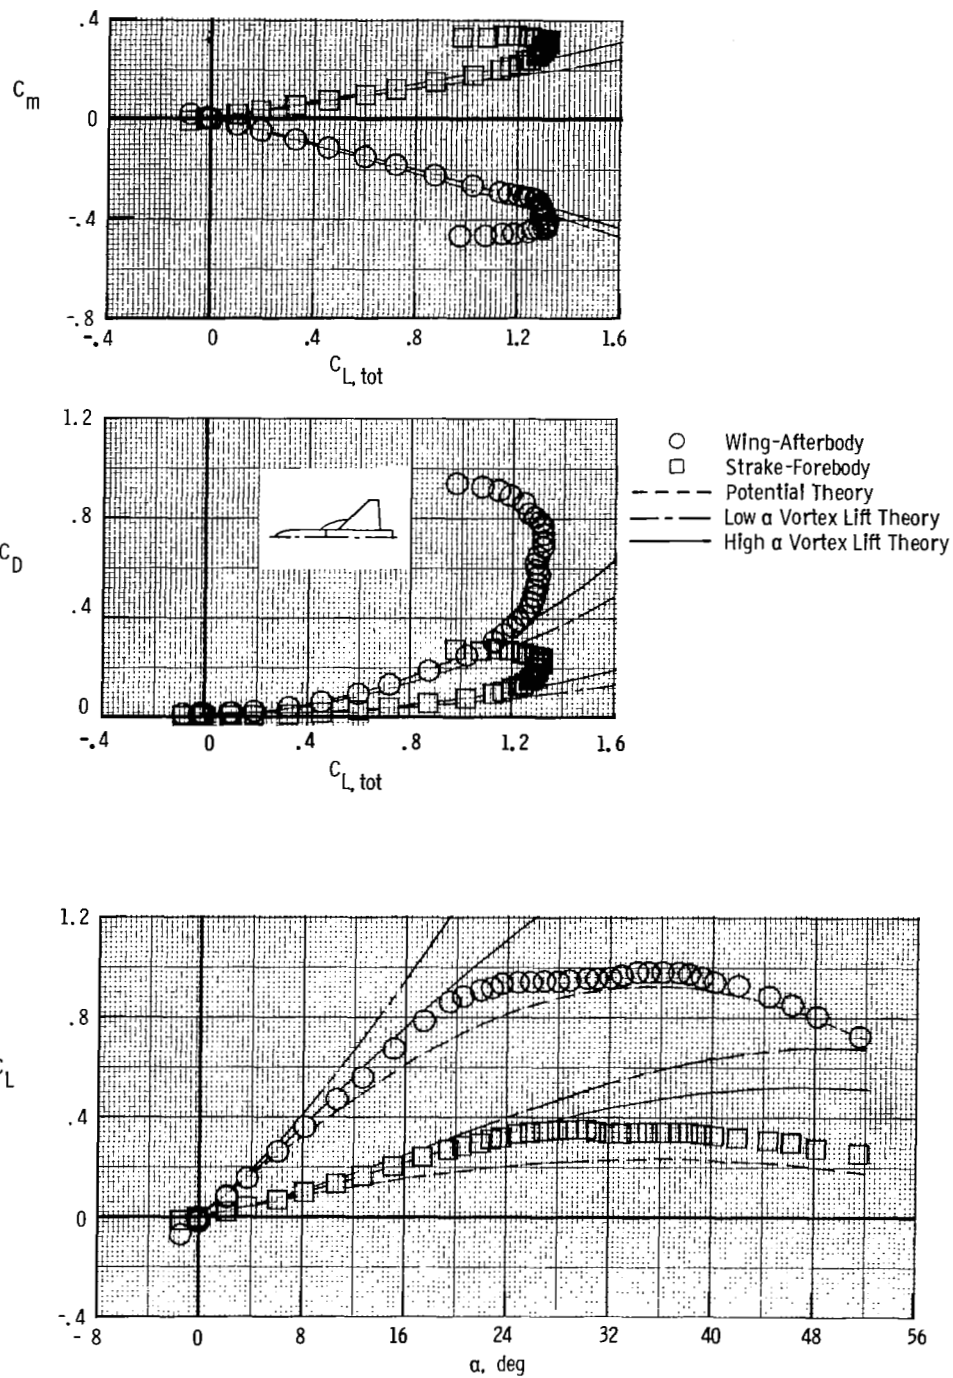 .4
C_m
0
-.4
-.8
-.4 0 .4 .8 1.2 1.6
C_L, tot
1.2
.8
C_D
.4
0
-.4 0 .4 .8 1.2 1.6
C_L, tot
Wing-Afterbody
Strake-Forebody
Potential Theory
Low α Vortex Lift Theory
High α Vortex Lift Theory
1.2
.8
C_L
.4
0
-.4
-8 0 8 16 24 32 40 48 56
α, deg